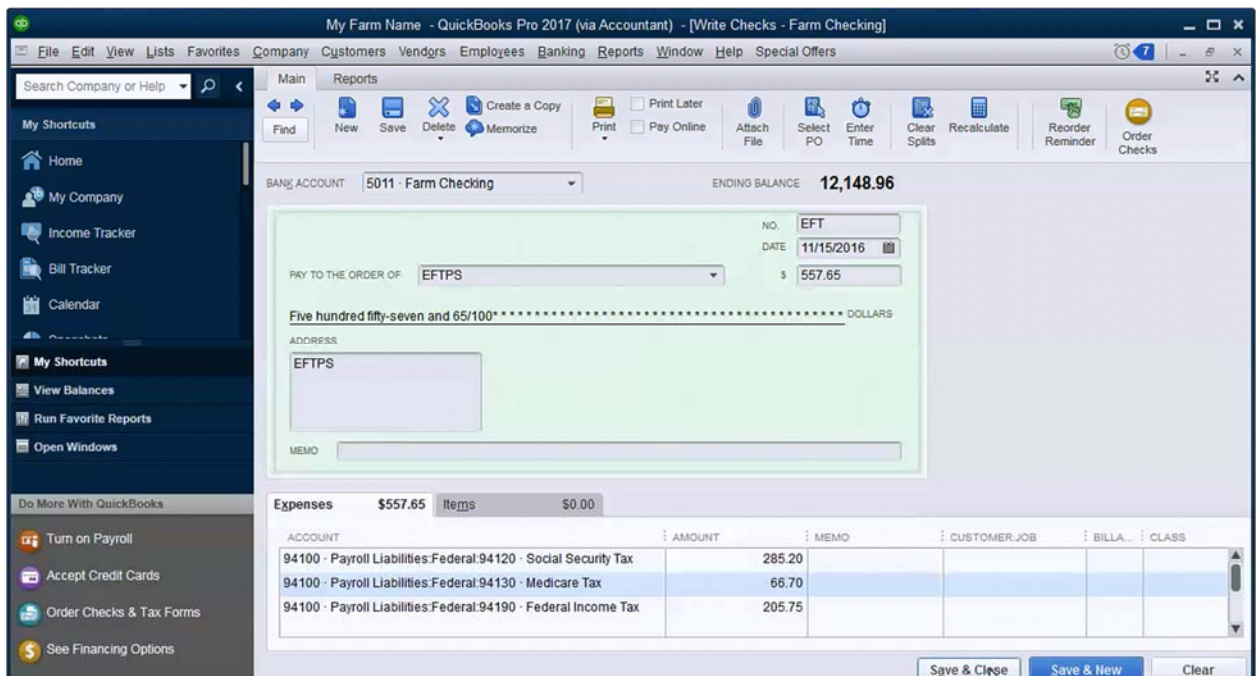 My Farm Name - QuickBooks Pro 2017 (via Accountant) - [Write Checks - Farm Checking]
File Edit View Lists Favorites Company Customers Vendors Employees Banking Reports Window Help Special Offers 7
Search Company or Help
My Shortcuts
Home
My Company
Income Tracker
Bill Tracker
Calendar
My Shortcuts
View Balances
Run Favorite Reports
Open Windows
Do More With QuickBooks
Turn on Payroll
Accept Credit Cards
Order Checks & Tax Forms
See Financing Options
Main Reports
Find New Save Delete Create a Copy Memorize Print Print Later Pay Online Attach File Select PO Enter Time Clear Splits Recalculate Reorder Reminder Order Checks
BANK ACCOUNT 5011 · Farm Checking ENDING BALANCE 12,148.96
NO. EFT
DATE 11/15/2016
PAY TO THE ORDER OF EFTPS $ 557.65
Five hundred fifty-seven and 65/100* * * * * * * * * * * * * * * * * * * * * * * * * * * * * * * * * * * * * * * * * * DOLLARS
ADDRESS
EFTPS
MEMO
Expenses $557.65 Items $0.00
ACCOUNT AMOUNT MEMO CUSTOMER:JOB BILLA... CLASS
94100 · Payroll Liabilities:Federal:94120 · Social Security Tax 285.20
94100 · Payroll Liabilities:Federal:94130 · Medicare Tax 66.70
94100 · Payroll Liabilities:Federal:94190 · Federal Income Tax 205.75
Save & Close Save & New Clear